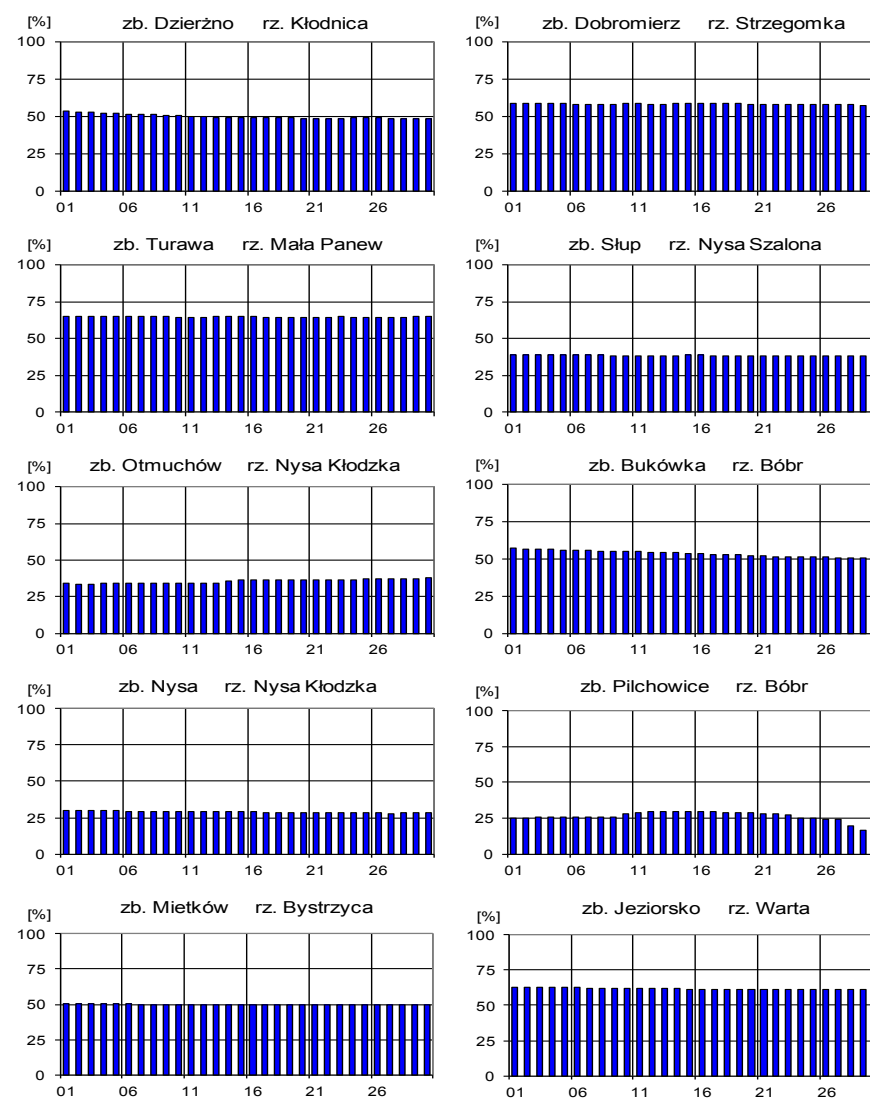 [%] zb. Dzierżno rz. Kłodnica
100
75
50
25
0
01 06 11 16 21 26
[%] zb. Dobromierz rz. Strzegomka
100
75
50
25
0
01 06 11 16 21 26
[%] zb. Turawa rz. Mała Panew
100
75
50
25
0
01 06 11 16 21 26
[%] zb. Słup rz. Nysa Szalona
100
75
50
25
0
01 06 11 16 21 26
[%] zb. Otmuchów rz. Nysa Kłodzka
100
75
50
25
0
01 06 11 16 21 26
[%] zb. Bukówka rz. Bóbr
100
75
50
25
0
01 06 11 16 21 26
[%] zb. Nysa rz. Nysa Kłodzka
100
75
50
25
0
01 06 11 16 21 26
[%] zb. Pilchowice rz. Bóbr
100
75
50
25
0
01 06 11 16 21 26
[%] zb. Mietków rz. Bystrzyca
100
75
50
25
0
01 06 11 16 21 26
[%] zb. Jeziorsko rz. Warta
100
75
50
25
0
01 06 11 16 21 26